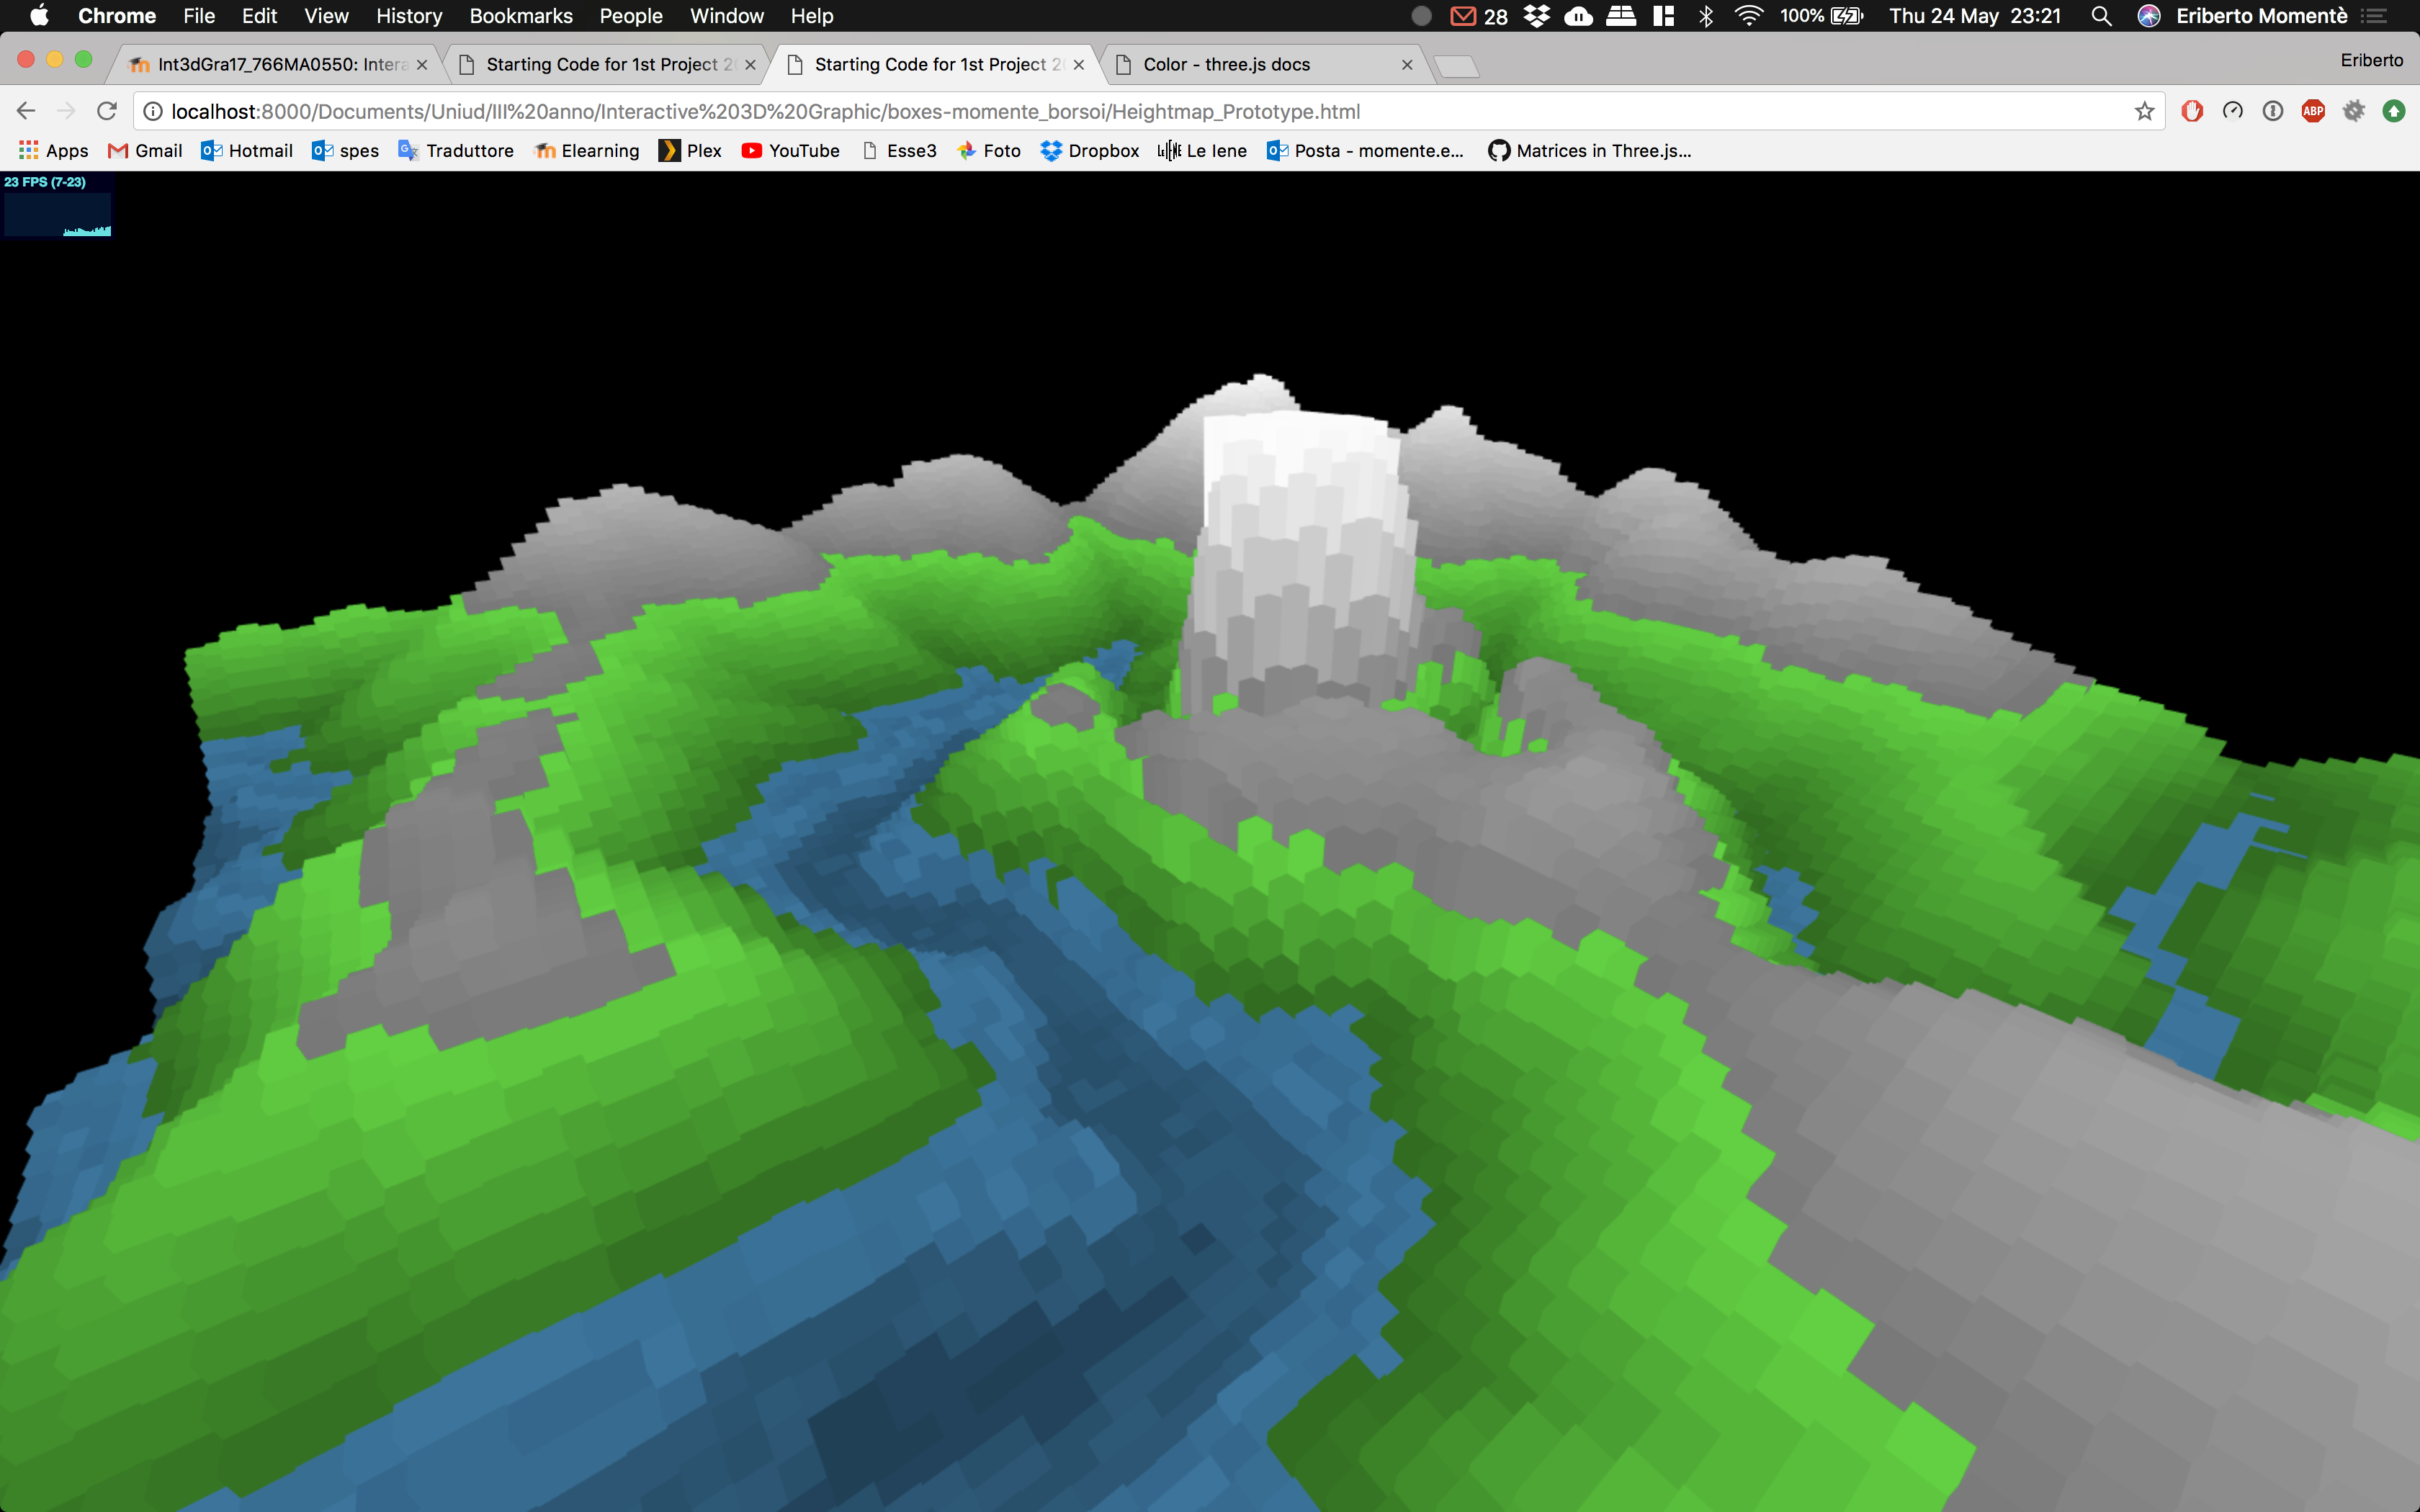 Chrome File Edit View History Bookmarks People Window Help 28 100% Thu 24 May 23:21 Eriberto Momentè
Int3dGra17_766MA0550: Intera Starting Code for 1st Project 2 Starting Code for 1st Project 2 Color - three.js docs Eriberto
localhost:8000/Documents/Uniud/III%20anno/Interactive%203D%20Graphic/boxes-momente_borsoi/Heightmap_Prototype.html ABP
Apps Gmail Hotmail spes Traduttore Elearning Plex YouTube Esse3 Foto Dropbox Le Iene Posta - momente.e... Matrices in Three.js...
23 FPS (7-23)